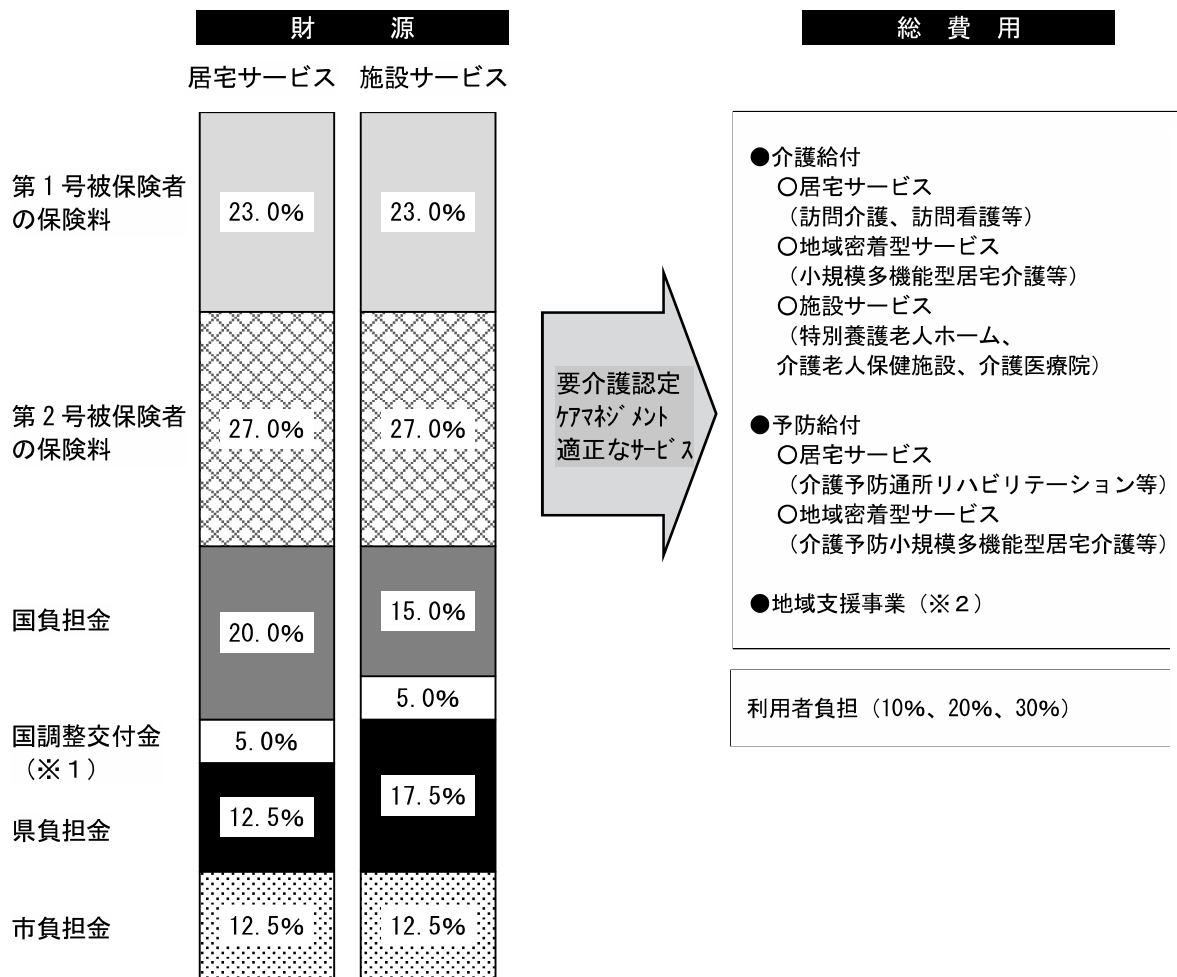 財　源
居宅サービス　施設サービス
第１号被保険者
の保険料
23.0%　23.0%
第２号被保険者
の保険料
27.0%　27.0%
国負担金
20.0%　15.0%
5.0%
国調整交付金
（※１）
5.0%
県負担金
12.5%　17.5%
市負担金
12.5%　12.5%
要介護認定
ｹｱﾏﾈｼﾞﾒﾝﾄ
適正なｻｰﾋﾞｽ
総　費　用
●介護給付
○居宅サービス
（訪問介護、訪問看護等）
○地域密着型サービス
（小規模多機能型居宅介護等）
○施設サービス
（特別養護老人ホーム、
介護老人保健施設、介護医療院）
●予防給付
○居宅サービス
（介護予防通所リハビリテーション等）
○地域密着型サービス
（介護予防小規模多機能型居宅介護等）
●地域支援事業（※２）
利用者負担（10%、20%、30%）